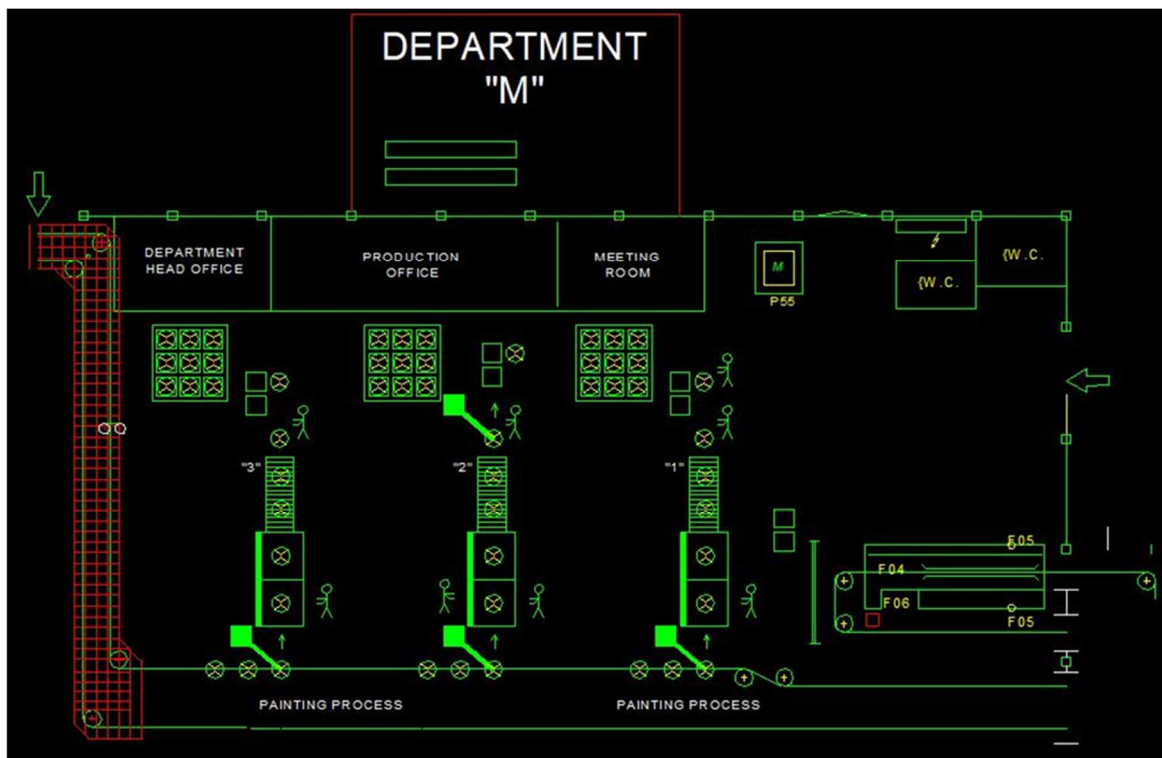 DEPARTMENT
"M"
DEPARTMENT
HEAD OFFICE
PRODUCTION
OFFICE
MEETING
ROOM
M
P55
{W.C.
{W.C.
"3"
"2"
"1"
F05
F04
F06
F05
PAINTING PROCESS
PAINTING PROCESS